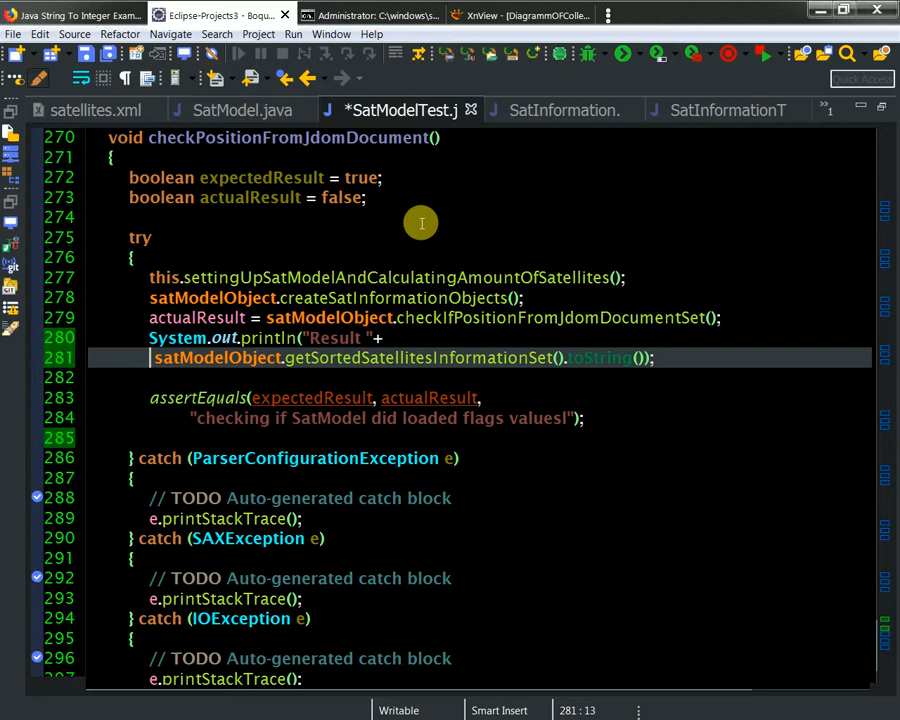 Java String To Integer Exam...
Eclipse-Projects3 - Boqu...
Administrator: C:\windows\s...
XnView - [DiagrammOfColle...
File Edit Source Refactor Navigate Search Project Run Window Help
Quick Access
satellites.xml
SatModel.java
*SatModelTest.j
SatInformation.
SatInformationT
»1
270 void checkPositionFromJdomDocument()
271 {
272 boolean expectedResult = true;
273 boolean actualResult = false;
274
275 try
276 {
277 this.settingUpSatModelAndCalculatingAmountOfSatellites();
278 satModelObject.createSatInformationObjects();
279 actualResult = satModelObject.checkIfPositionFromJdomDocumentSet();
280 System.out.println("Result "+
281 satModelObject.getSortedSatellitesInformationSet().toString());
282
283 assertEquals(expectedResult, actualResult,
284 "checking if SatModel did loaded flags values!");
285
286 } catch (ParserConfigurationException e)
287 {
288 // TODO Auto-generated catch block
289 e.printStackTrace();
290 } catch (SAXException e)
291 {
292 // TODO Auto-generated catch block
293 e.printStackTrace();
294 } catch (IOException e)
295 {
296 // TODO Auto-generated catch block
297 e.printStackTrace();
Writable
Smart Insert
281 : 13